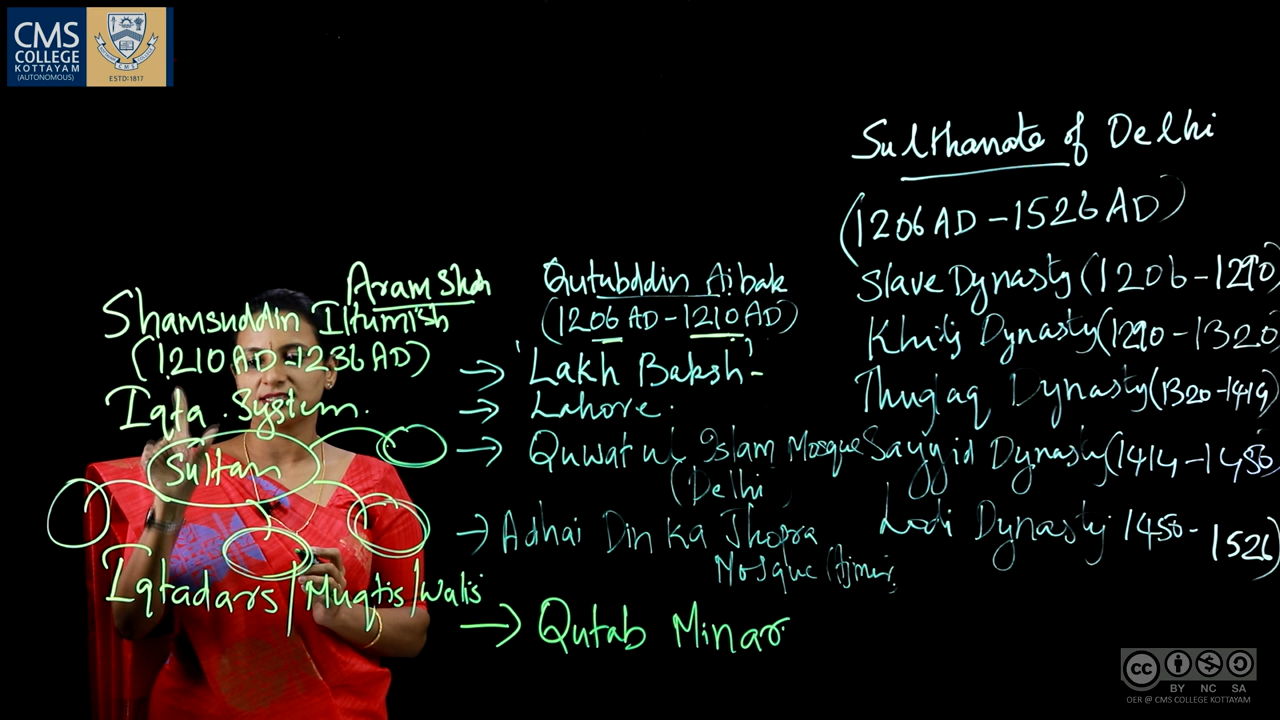 CMS
COLLEGE
KOTTAYAM
(AUTONOMOUS)
ESTD:1817
Sulthanate of Delhi
(1206 AD - 1526 AD)
Slave Dynasty (1206 - 1290)
Khilji Dynasty (1290 - 1320)
Thuglaq Dynasty (1320 - 1414)
Sayyid Dynasty (1414 - 1450)
Lodi Dynasty 1450 - 1526)
Qutubddin Aibak
(1206 AD - 1210 AD)
→ 'Lakh Baksh' -
→ Lahore.
→ Quwat ul Islam Mosque
(Delhi)
→ Adhai Din Ka Jhopra
Mosque (Ajmir)
→ Qutab Minar
Aram Shah
Shamsuddin Iltumish
(1210 AD - 1236 AD)
Iqta System.
Sultan
Iqtadars / Muqtis / Walis
CC BY NC SA
OER @ CMS COLLEGE KOTTAYAM